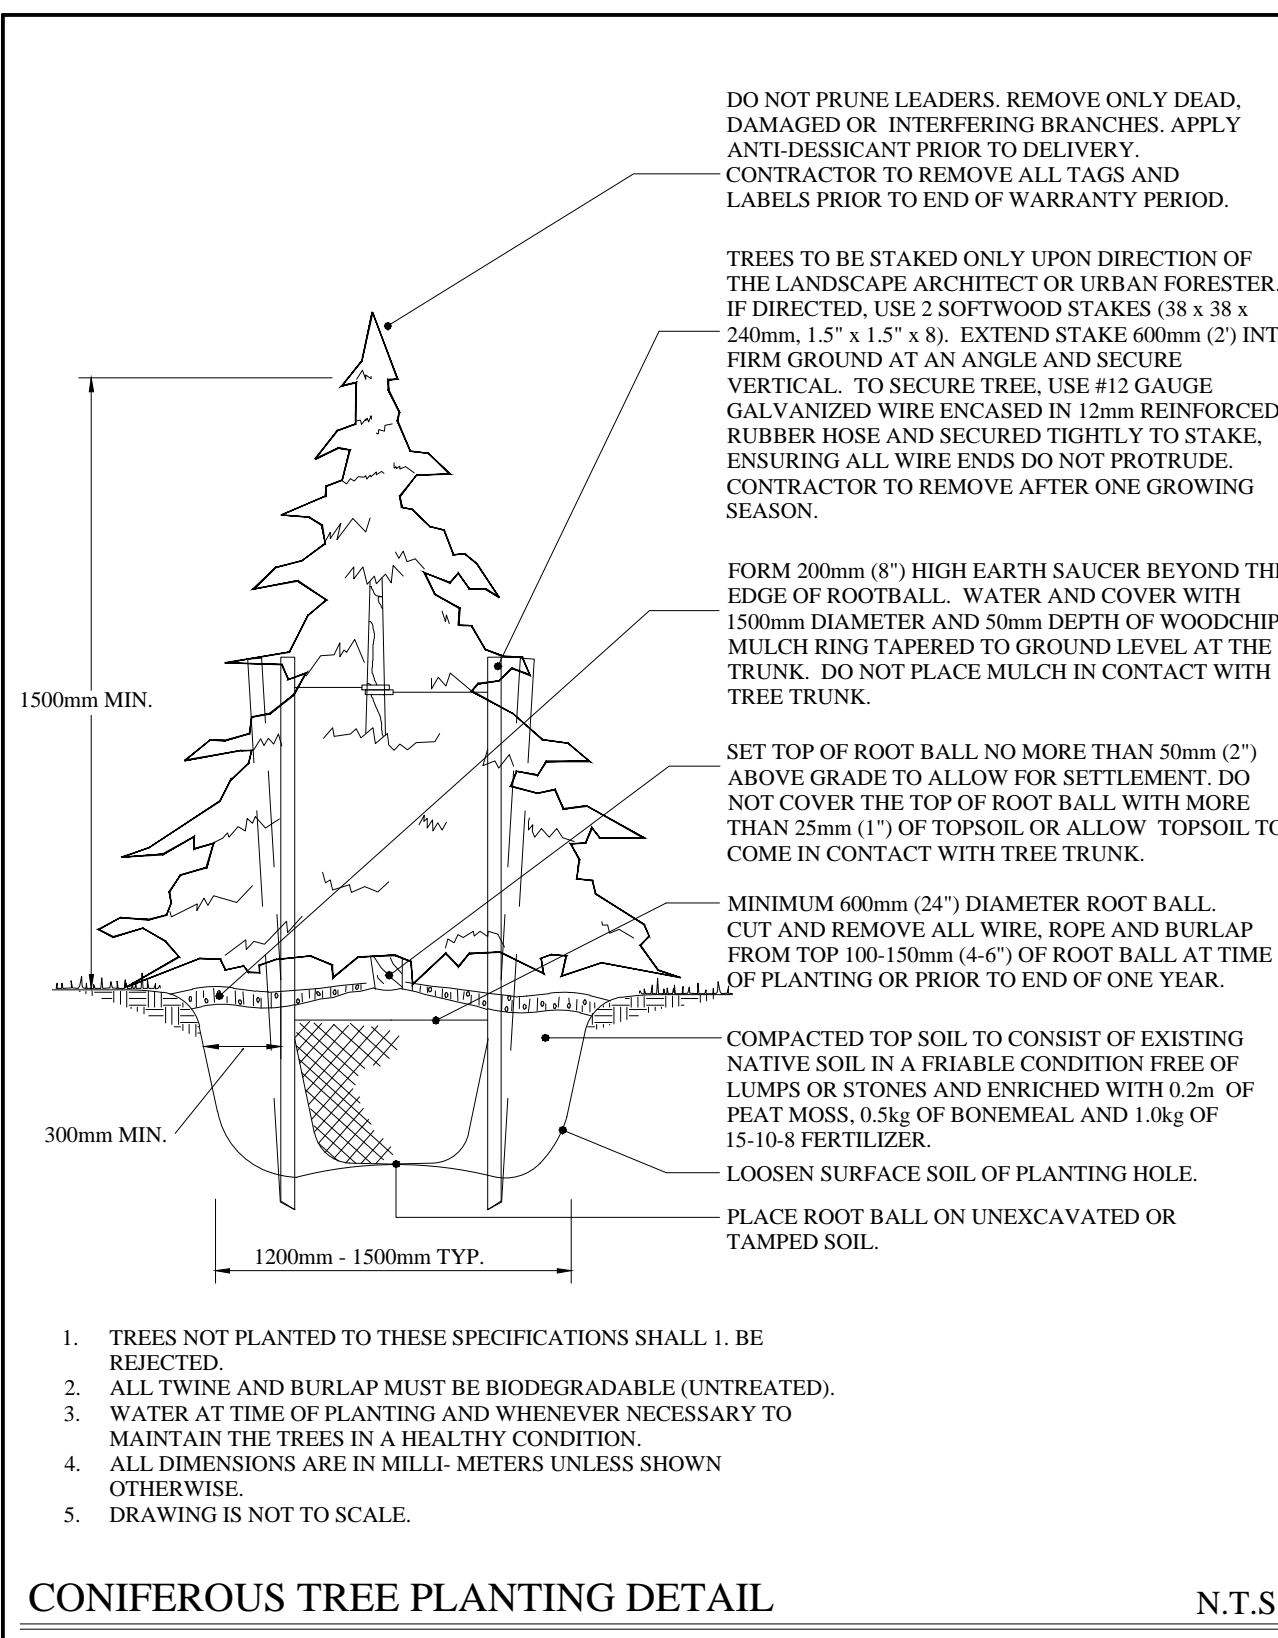 DO NOT PRUNE LEADERS. REMOVE ONLY DEAD,
DAMAGED OR INTERFERING BRANCHES. APPLY
ANTI-DESSICANT PRIOR TO DELIVERY.
CONTRACTOR TO REMOVE ALL TAGS AND
LABELS PRIOR TO END OF WARRANTY PERIOD.
TREES TO BE STAKED ONLY UPON DIRECTION OF
THE LANDSCAPE ARCHITECT OR URBAN FORESTER.
IF DIRECTED, USE 2 SOFTWOOD STAKES (38 x 38 x
240mm, 1.5" x 1.5" x 8). EXTEND STAKE 600mm (2') INT
FIRM GROUND AT AN ANGLE AND SECURE
VERTICAL. TO SECURE TREE, USE #12 GAUGE
GALVANIZED WIRE ENCASED IN 12mm REINFORCED
RUBBER HOSE AND SECURED TIGHTLY TO STAKE,
ENSURING ALL WIRE ENDS DO NOT PROTRUDE.
CONTRACTOR TO REMOVE AFTER ONE GROWING
SEASON.
FORM 200mm (8") HIGH EARTH SAUCER BEYOND THE
EDGE OF ROOTBALL. WATER AND COVER WITH
1500mm DIAMETER AND 50mm DEPTH OF WOODCHIP
MULCH RING TAPERED TO GROUND LEVEL AT THE
TRUNK. DO NOT PLACE MULCH IN CONTACT WITH
TREE TRUNK.
1500mm MIN.
SET TOP OF ROOT BALL NO MORE THAN 50mm (2")
ABOVE GRADE TO ALLOW FOR SETTLEMENT. DO
NOT COVER THE TOP OF ROOT BALL WITH MORE
THAN 25mm (1") OF TOPSOIL OR ALLOW TOPSOIL TO
COME IN CONTACT WITH TREE TRUNK.
MINIMUM 600mm (24") DIAMETER ROOT BALL.
CUT AND REMOVE ALL WIRE, ROPE AND BURLAP
FROM TOP 100-150mm (4-6") OF ROOT BALL AT TIME
OF PLANTING OR PRIOR TO END OF ONE YEAR.
COMPACTED TOP SOIL TO CONSIST OF EXISTING
NATIVE SOIL IN A FRIABLE CONDITION FREE OF
LUMPS OR STONES AND ENRICHED WITH 0.2m OF
PEAT MOSS, 0.5kg OF BONEMEAL AND 1.0kg OF
15-10-8 FERTILIZER.
300mm MIN.
LOOSEN SURFACE SOIL OF PLANTING HOLE.
PLACE ROOT BALL ON UNEXCAVATED OR
TAMPED SOIL.
1200mm - 1500mm TYP.
1. TREES NOT PLANTED TO THESE SPECIFICATIONS SHALL 1. BE
REJECTED.
2. ALL TWINE AND BURLAP MUST BE BIODEGRADABLE (UNTREATED).
3. WATER AT TIME OF PLANTING AND WHENEVER NECESSARY TO
MAINTAIN THE TREES IN A HEALTHY CONDITION.
4. ALL DIMENSIONS ARE IN MILLI- METERS UNLESS SHOWN
OTHERWISE.
5. DRAWING IS NOT TO SCALE.
CONIFEROUS TREE PLANTING DETAIL
N.T.S